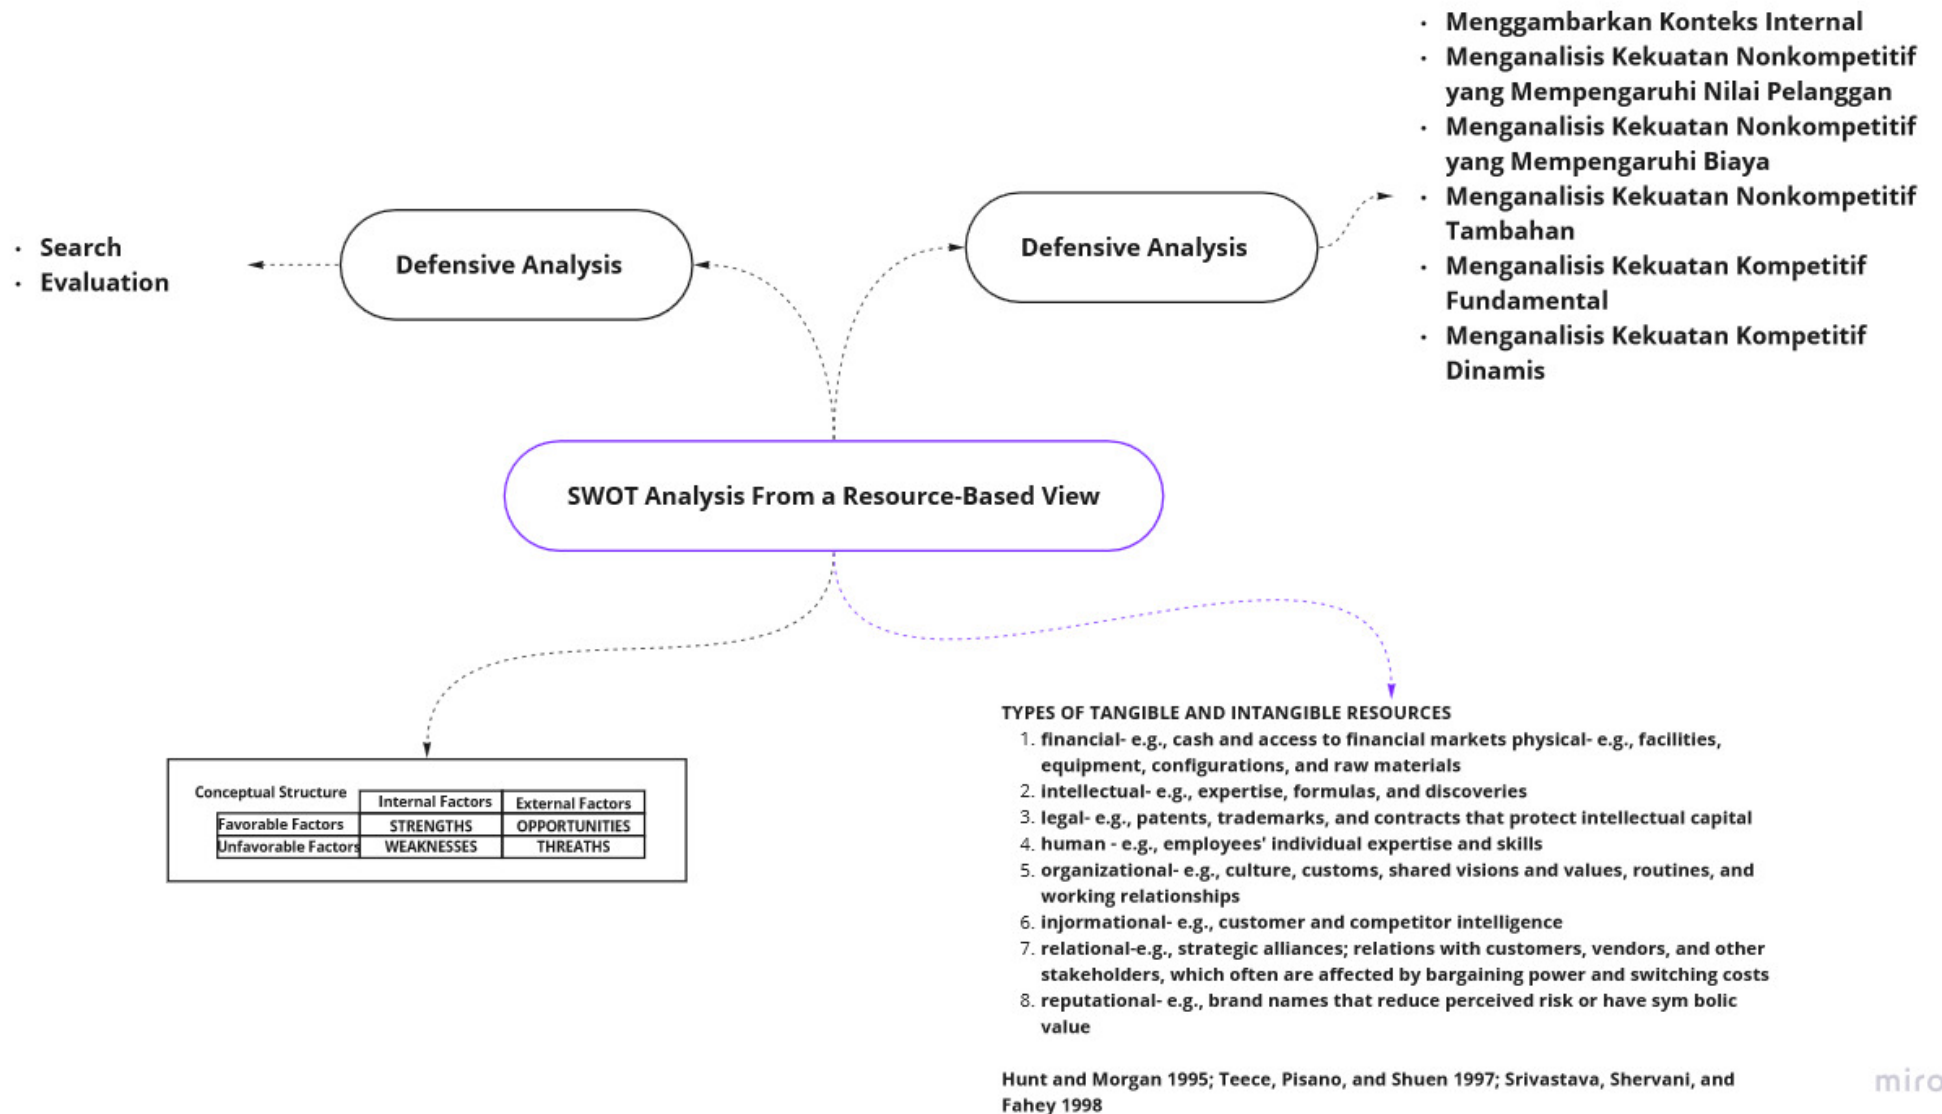 • Menggambarkan Konteks Internal
• Menganalisis Kekuatan Nonkompetitif
yang Mempengaruhi Nilai Pelanggan
• Menganalisis Kekuatan Nonkompetitif
yang Mempengaruhi Biaya
• Menganalisis Kekuatan Nonkompetitif
Tambahan
• Menganalisis Kekuatan Kompetitif
Fundamental
• Menganalisis Kekuatan Kompetitif
Dinamis
Defensive Analysis
• Search
• Evaluation
Defensive Analysis
SWOT Analysis From a Resource-Based View
Conceptual Structure
Internal Factors External Factors
Favorable Factors STRENGTHS OPPORTUNITIES
Unfavorable Factors WEAKNESSES THREATHS
TYPES OF TANGIBLE AND INTANGIBLE RESOURCES
1. financial- e.g., cash and access to financial markets physical- e.g., facilities,
equipment, configurations, and raw materials
2. intellectual- e.g., expertise, formulas, and discoveries
3. legal- e.g., patents, trademarks, and contracts that protect intellectual capital
4. human - e.g., employees' individual expertise and skills
5. organizational- e.g., culture, customs, shared visions and values, routines, and
working relationships
6. injormational- e.g., customer and competitor intelligence
7. relational-e.g., strategic alliances; relations with customers, vendors, and other
stakeholders, which often are affected by bargaining power and switching costs
8. reputational- e.g., brand names that reduce perceived risk or have sym bolic
value
Hunt and Morgan 1995; Teece, Pisano, and Shuen 1997; Srivastava, Shervani, and
Fahey 1998
miro